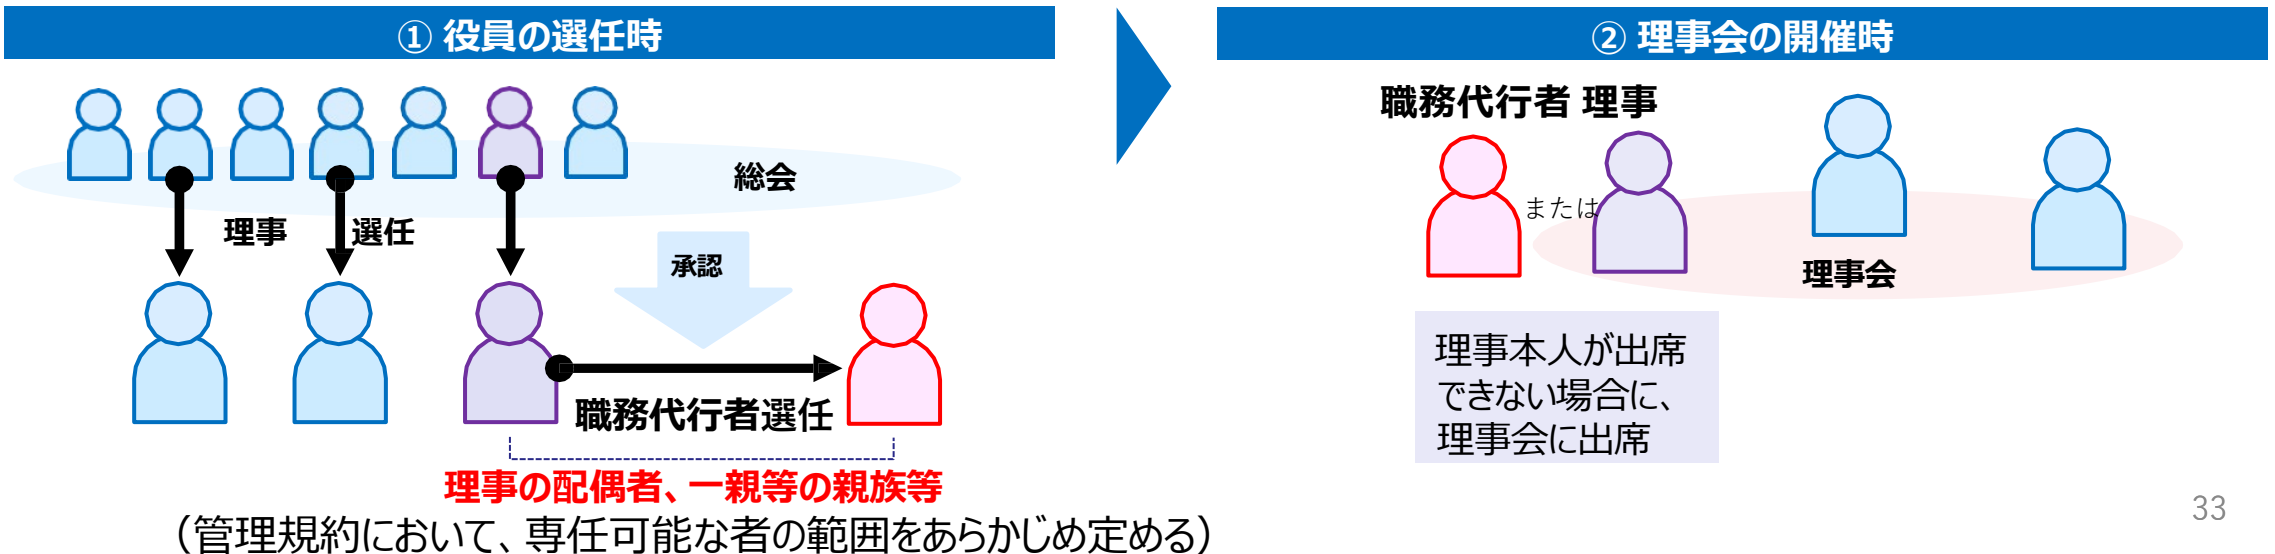 ① 役員の選任時
総会
理事
選任
承認
職務代行者選任
理事の配偶者、一親等の親族等
（管理規約において、専任可能な者の範囲をあらかじめ定める）
② 理事会の開催時
職務代行者 理事
または
理事会
理事本人が出席
できない場合に、
理事会に出席
33